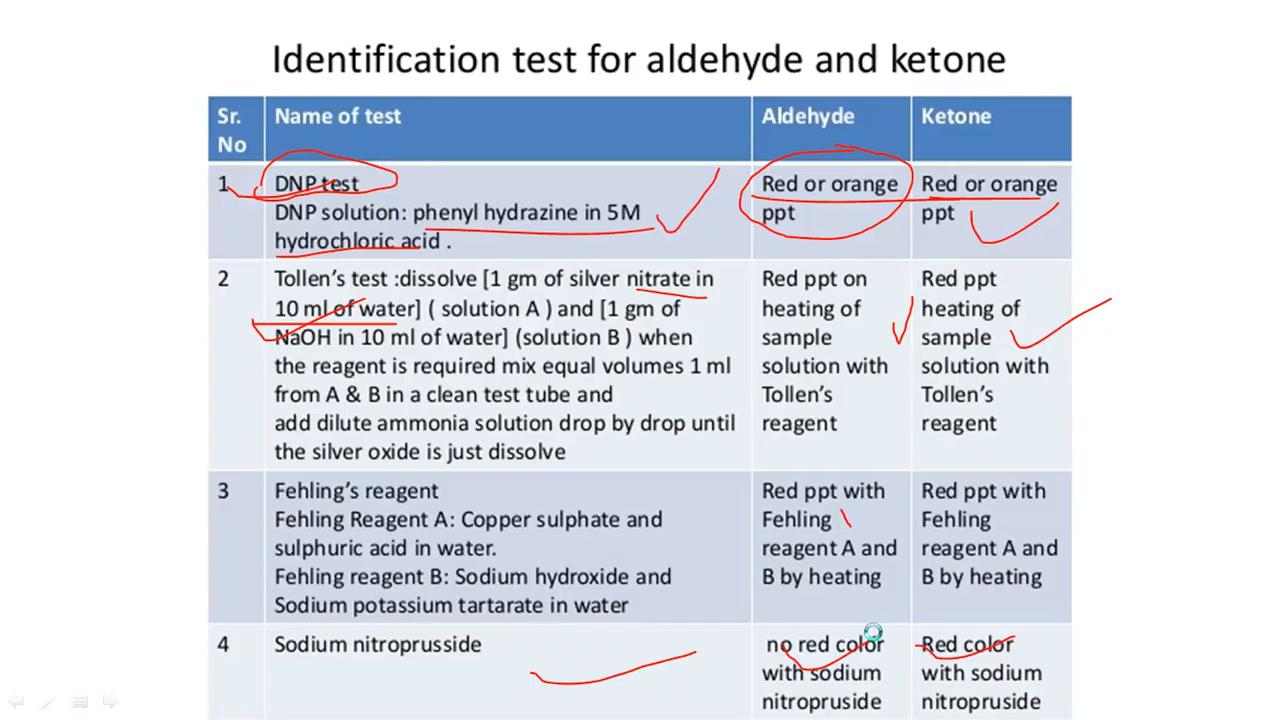 Identification test for aldehyde and ketone
Sr. No
Name of test
Aldehyde
Ketone
1
DNP test
DNP solution: phenyl hydrazine in 5M
hydrochloric acid .
Red or orange
ppt
Red or orange
ppt
2
Tollen's test :dissolve [1 gm of silver nitrate in
10 ml of water] ( solution A ) and [1 gm of
NaOH in 10 ml of water] (solution B ) when
the reagent is required mix equal volumes 1 ml
from A & B in a clean test tube and
add dilute ammonia solution drop by drop until
the silver oxide is just dissolve
Red ppt on
heating of
sample
solution with
Tollen's
reagent
Red ppt
heating of
sample
solution with
Tollen's
reagent
3
Fehling's reagent
Fehling Reagent A: Copper sulphate and
sulphuric acid in water.
Fehling reagent B: Sodium hydroxide and
Sodium potassium tartarate in water
Red ppt with
Fehling
reagent A and
B by heating
Red ppt with
Fehling
reagent A and
B by heating
4
Sodium nitroprusside
no red color
with sodium
nitropruside
Red color
with sodium
nitropruside